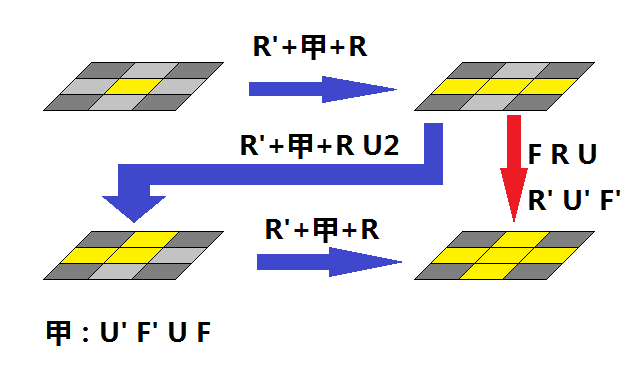 R'+甲+R
R'+甲+R U2
F R U
R' U' F'
R'+甲+R
甲：U' F' U F